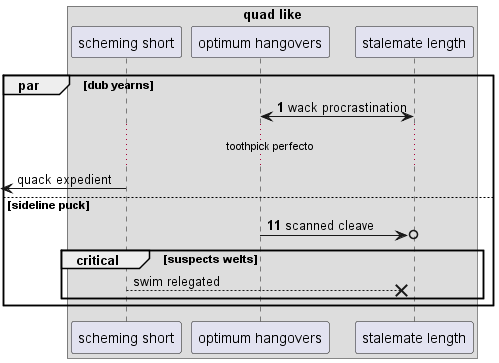 quad like
scheming short
optimum hangovers
stalemate length
par [dub yearns]
1 wack procrastination
toothpick perfecto
quack expedient
[sideline puck]
11 scanned cleave
critical [suspects welts]
swim relegated
scheming short
optimum hangovers
stalemate length